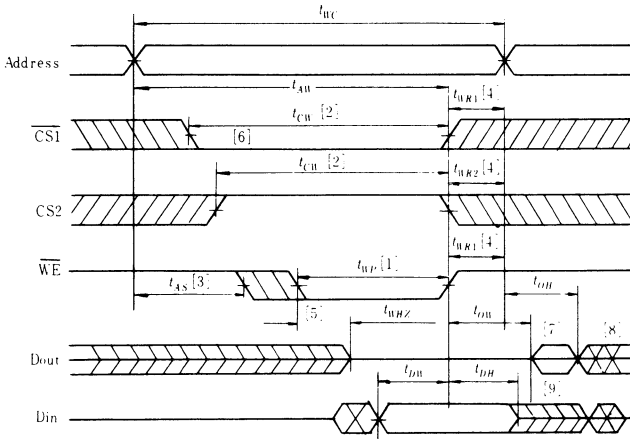 tWC
Address
tAW
tWR1 [4]
tCW [2]
CS1
[6]
tCW [2]
tWR2 [4]
CS2
tWR1 [4]
tWP [1]
WE
tAS [3]
tOH
[5]
tWHZ
tOW
[7]
[8]
Dout
tDW
tDH
[9]
Din